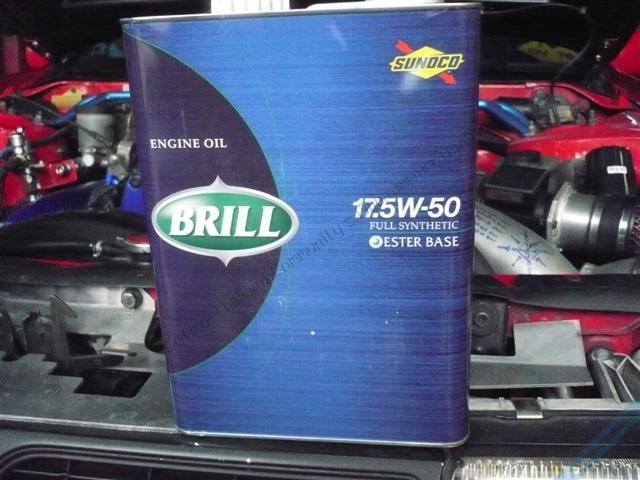 SUNOCO
ENGINE OIL
BRILL
17.5W-50
FULL SYNTHETIC
ESTER BASE